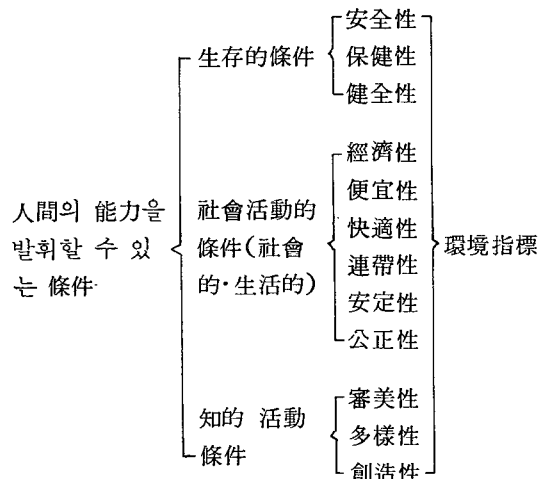 人間의 能力을
발휘할 수 있
는 條件
生存的條件
安全性
保健性
健全性
社會活動的
條件(社會
的·生活的)
經濟性
便宜性
快適性
連帶性
安定性
公正性
知的 活動
條件
審美性
多樣性
創造性
環境指標